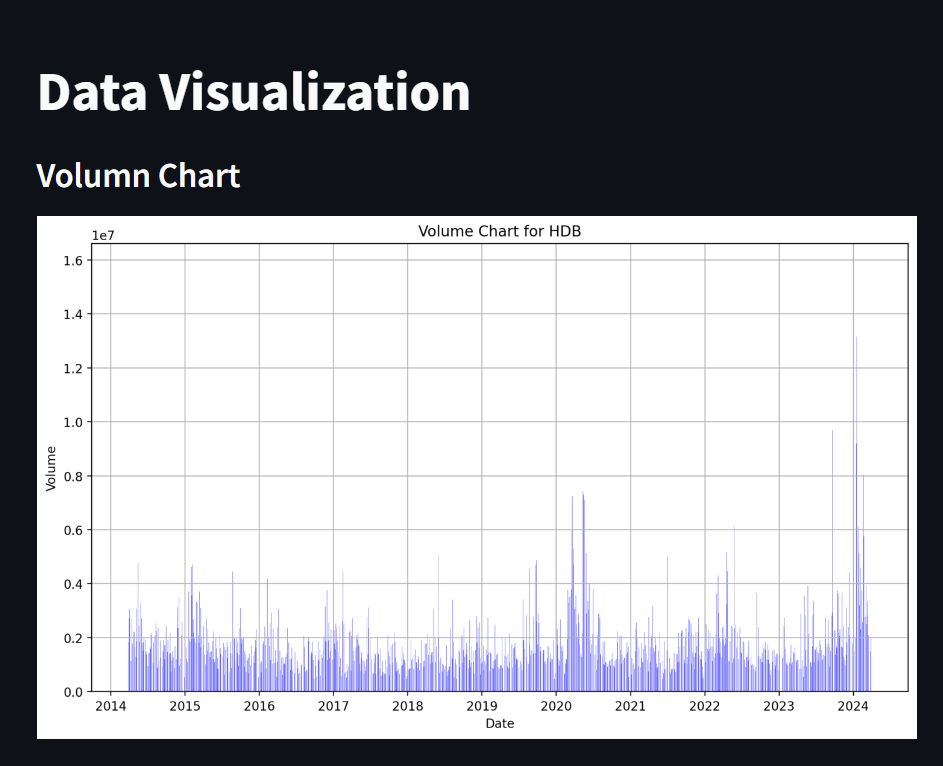 Data Visualization
Volumn Chart
Volume Chart for HDB
1e7
1.6
1.4
1.2
1.0
0.8
0.6
0.4
0.2
0.0
Volume
2014 2015 2016 2017 2018 2019 2020 2021 2022 2023 2024
Date